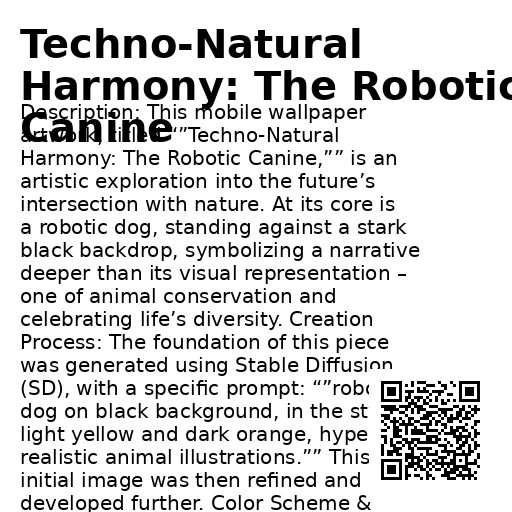 Techno-Natural
Harmony: The Robotic
Canine
Description: This mobile wallpaper
artwork, titled “”Techno-Natural
Harmony: The Robotic Canine,”” is an
artistic exploration into the future’s
intersection with nature. At its core is
a robotic dog, standing against a stark
black backdrop, symbolizing a narrative
deeper than its visual representation –
one of animal conservation and
celebrating life’s diversity. Creation
Process: The foundation of this piece
was generated using Stable Diffusion
(SD), with a specific prompt: “”robo
dog on black background, in the st
light yellow and dark orange, hype
realistic animal illustrations.”” This
initial image was then refined and
developed further. Color Scheme &